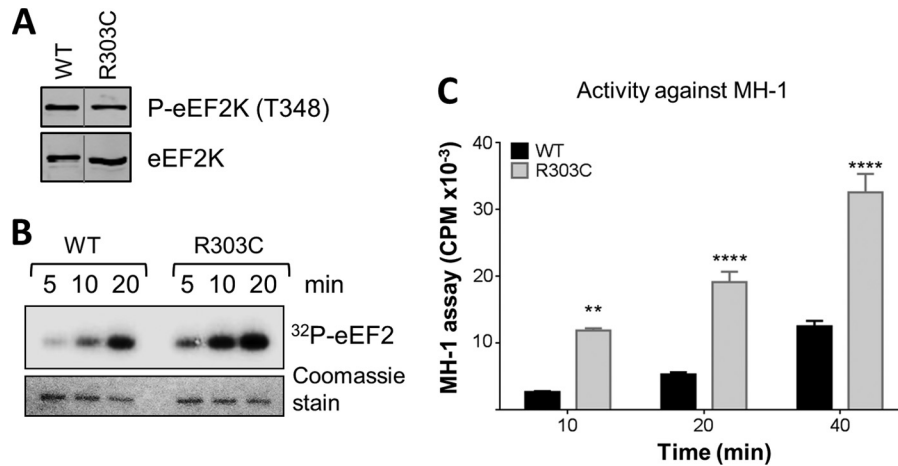 A
WT
R303C
P-eEF2K (T348)
eEF2K
B
WT R303C
5 10 20 5 10 20 min
³²P-eEF2
Coomassie
stain
C
Activity against MH-1
MH-1 assay (CPM x10⁻³)
40
30
20
10
WT
R303C
**
****
****
10 20 40
Time (min)